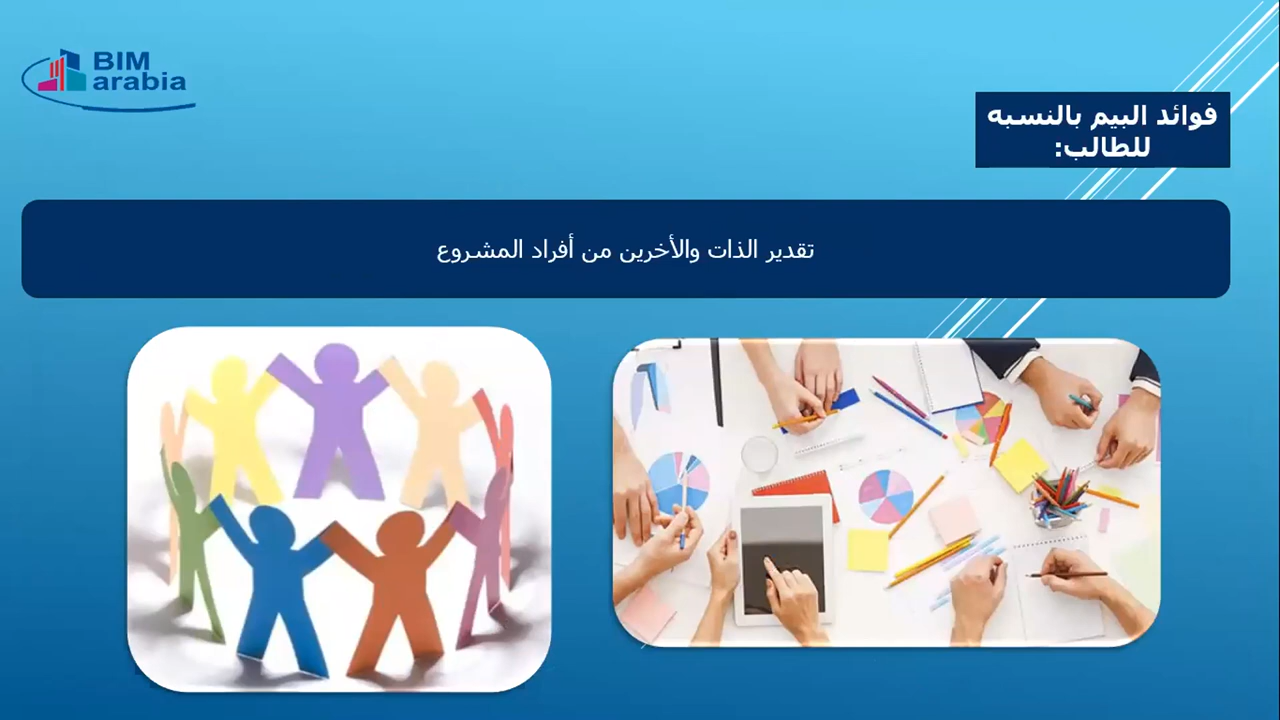 BIM
arabia
فوائد البيم بالنسبه
للطالب:
تقدير الذات والأخرين من أفراد المشروع